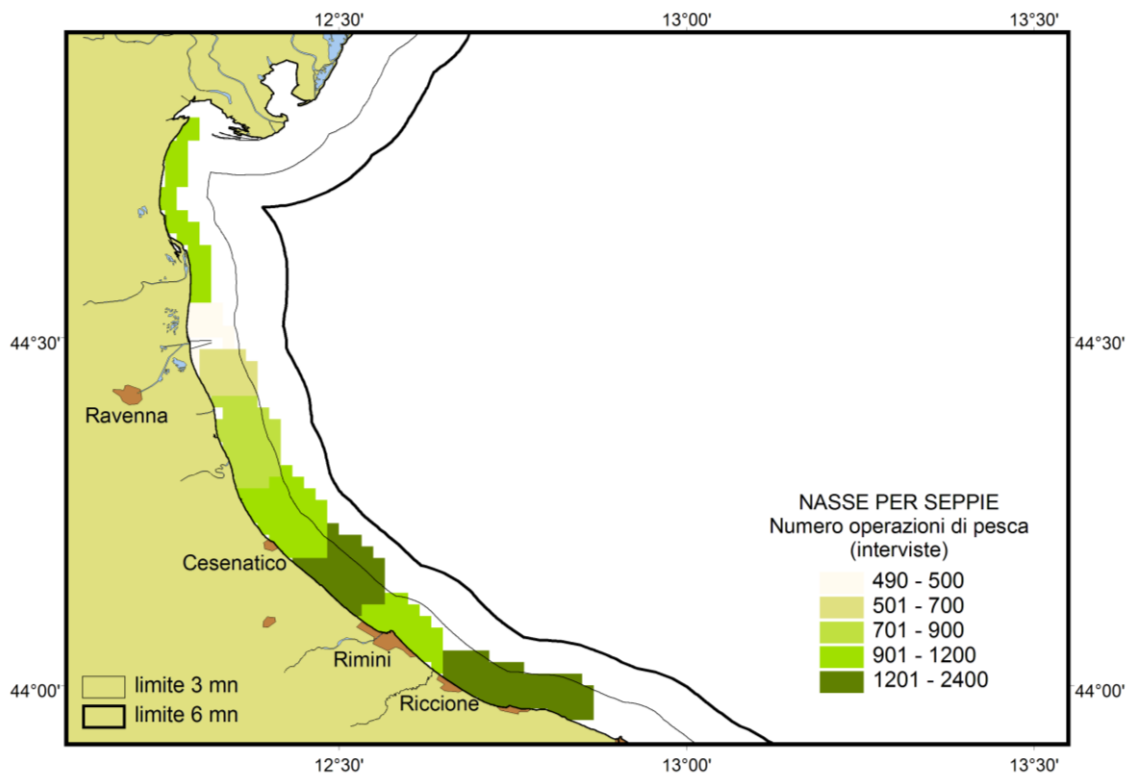 12°30'
13°00'
13°30'
44°30'
44°30'
Ravenna
NASSE PER SEPPIE
Numero operazioni di pesca
(interviste)
Cesenatico
490 - 500
501 - 700
701 - 900
Rimini
901 - 1200
limite 3 mn
1201 - 2400
44°00'
44°00'
Riccione
limite 6 mn
12°30'
13°00'
13°30'